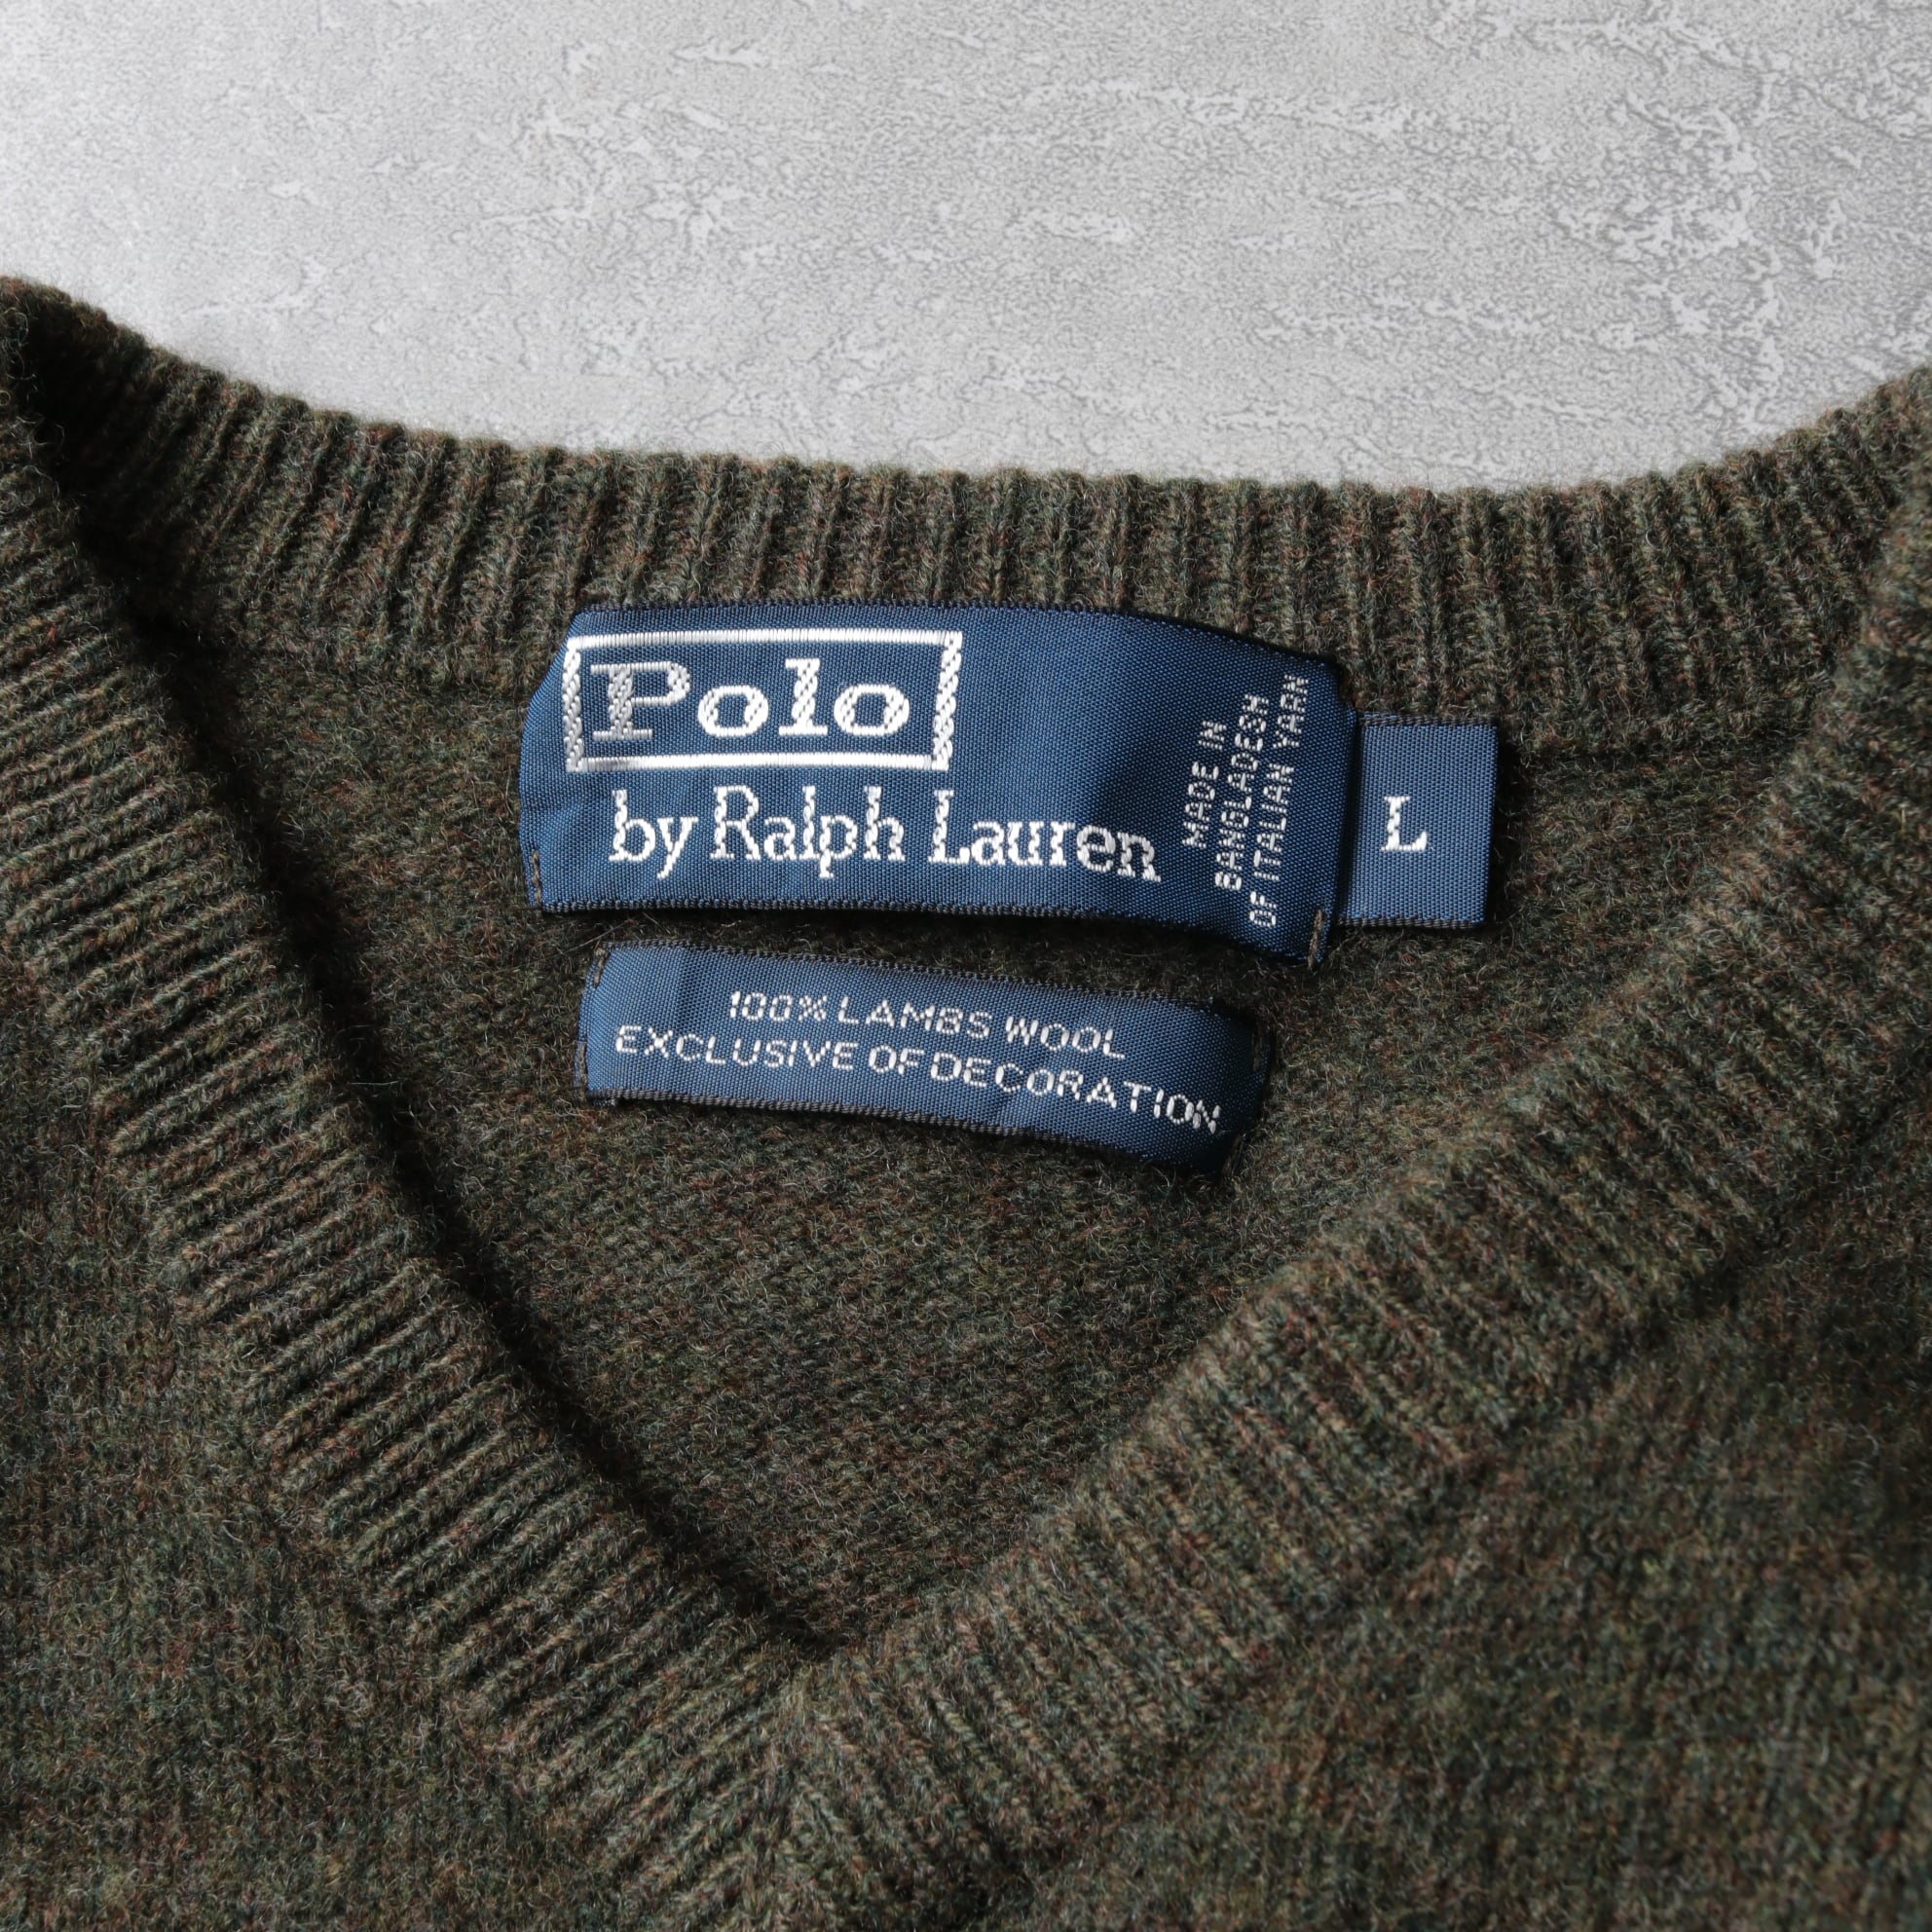 Polo
by Ralph Lauren
MADE IN
BANGLADESH
OF ITALIAN YARN
L
100% LAMBS WOOL
EXCLUSIVE OF DECORATION